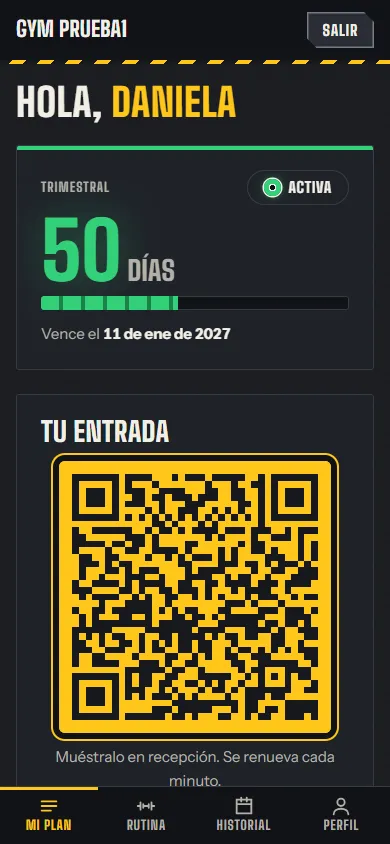 GYM PRUEBA1
SALIR
HOLA, DANIELA
TRIMESTRAL
ACTIVA
50 DÍAS
Vence el 11 de ene de 2027
TU ENTRADA
Muéstralo en recepción. Se renueva cada
minuto.
MI PLAN
RUTINA
HISTORIAL
PERFIL